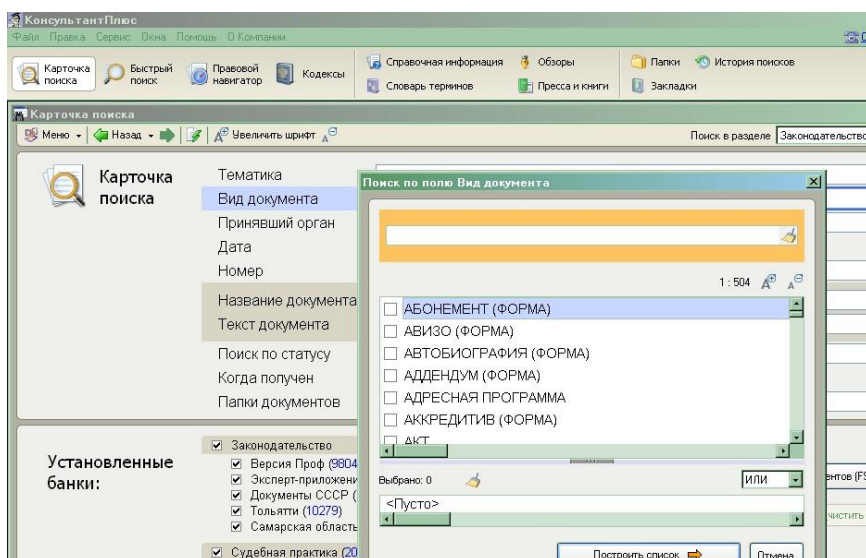 КонсультантПлюс
Файл Правка Сервис Окна Помощь О Компании
Карточка поиска
Быстрый поиск
Правовой навигатор
Кодексы
Справочная информация
Словарь терминов
Обзоры
Пресса и книги
Папки
Закладки
История поисков
Карточка поиска
Меню
Назад
Увеличить шрифт
Поиск в разделе Законодательство
Карточка
поиска
Тематика
Вид документа
Принявший орган
Дата
Номер
Название документа
Текст документа
Поиск по статусу
Когда получен
Папки документов
Поиск по полю Вид документа
1 : 504
АБОНЕМЕНТ (ФОРМА)
АВИЗО (ФОРМА)
АВТОБИОГРАФИЯ (ФОРМА)
АДДЕНДУМ (ФОРМА)
АДРЕСНАЯ ПРОГРАММА
АККРЕДИТИВ (ФОРМА)
АКТ
Выбрано: 0
ИЛИ
<Пусто>
Построить список
Отмена
Установленные
банки:
Законодательство
Версия Проф (9804
Эксперт-приложени
Документы СССР (
Тольятти (10279)
Самарская область
Судебная практика (20
ентов (F9
чистить